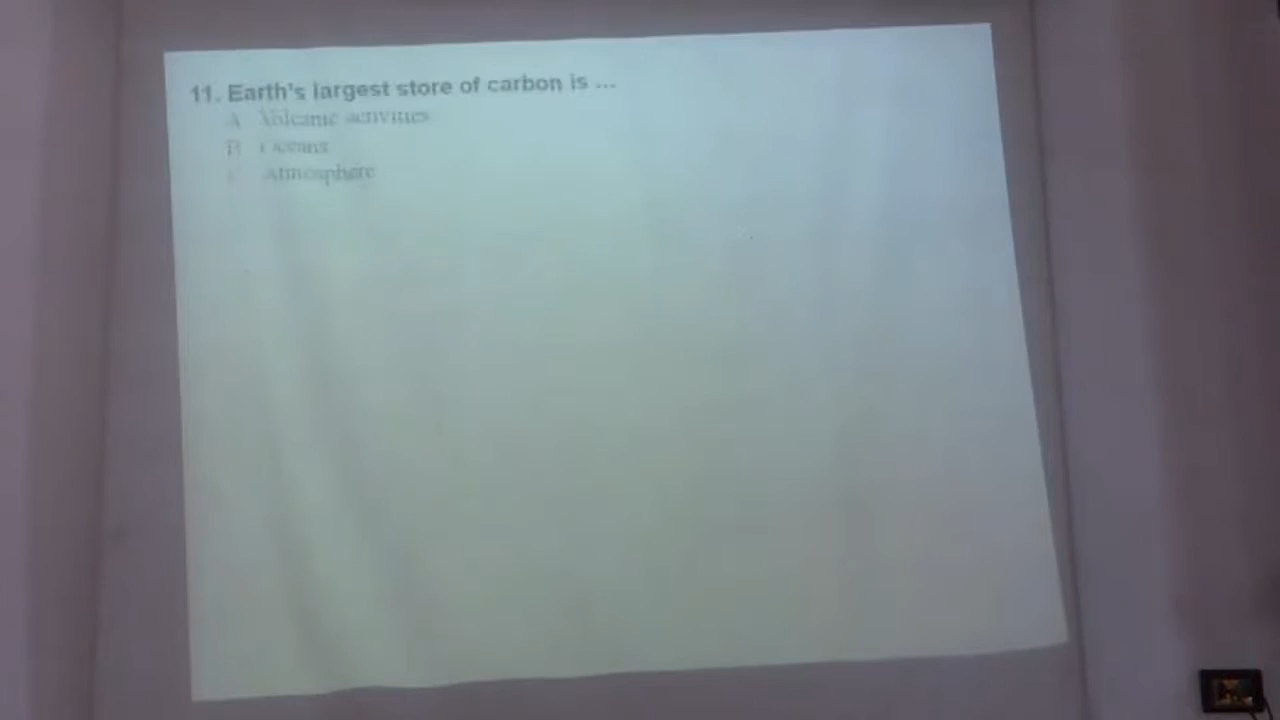 11. Earth's largest store of carbon is ...
A Volcanic activities
B Oceans
C Atmosphere